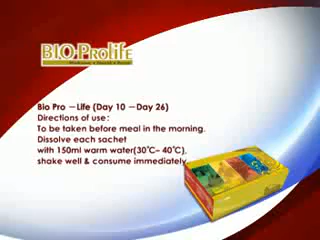 BIO·PROlife
Bio Pro –Life (Day 10 –Day 26)
Directions of use:
To be taken before meal in the morning.
Dissolve each sachet
with 150ml warm water(30˚C– 40˚C),
shake well & consume immediately